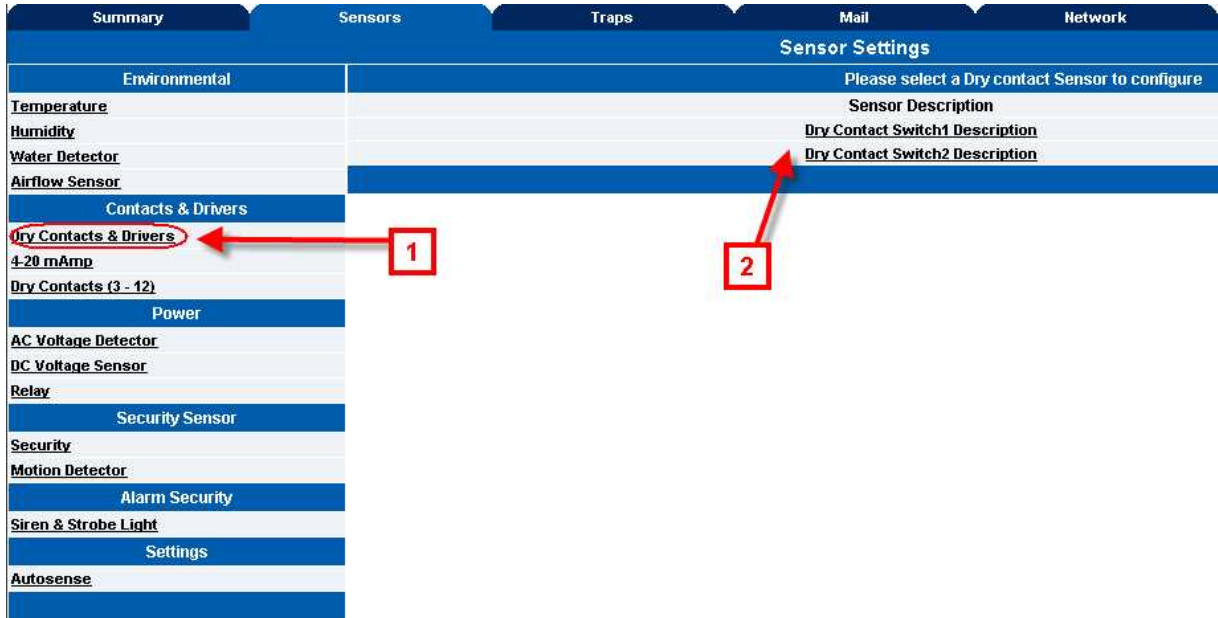 Summary Sensors Traps Mail Network
Sensor Settings
Environmental
Temperature
Humidity
Water Detector
Airflow Sensor
Contacts & Drivers
Dry Contacts & Drivers
4-20 mAmp
Dry Contacts (3 - 12)
Power
AC Voltage Detector
DC Voltage Sensor
Relay
Security Sensor
Security
Motion Detector
Alarm Security
Siren & Strobe Light
Settings
Autosense
Please select a Dry contact Sensor to configure
Sensor Description
Dry Contact Switch1 Description
Dry Contact Switch2 Description
1
2